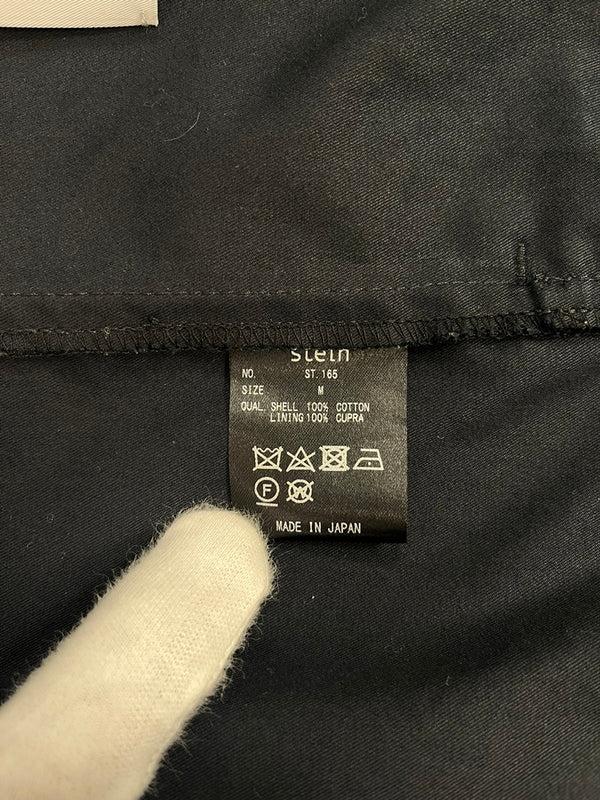 stein
NO. ST.165
SIZE M
QUAL. SHELL 100% COTTON
LINING 100% CUPRA
F W
MADE IN JAPAN